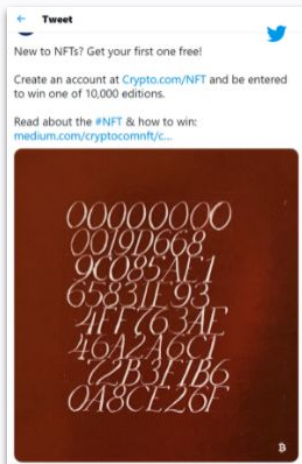 Tweet
New to NFTs? Get your first one free!
Create an account at Crypto.com/NFT and be entered
to win one of 10,000 editions.
Read about the #NFT & how to win:
medium.com/cryptocomnft/c...
00000000
0019D668
9C085AE1
65831E 93
4FF763AE
46A2A6C1
72B3F1B6
0A8CE26F